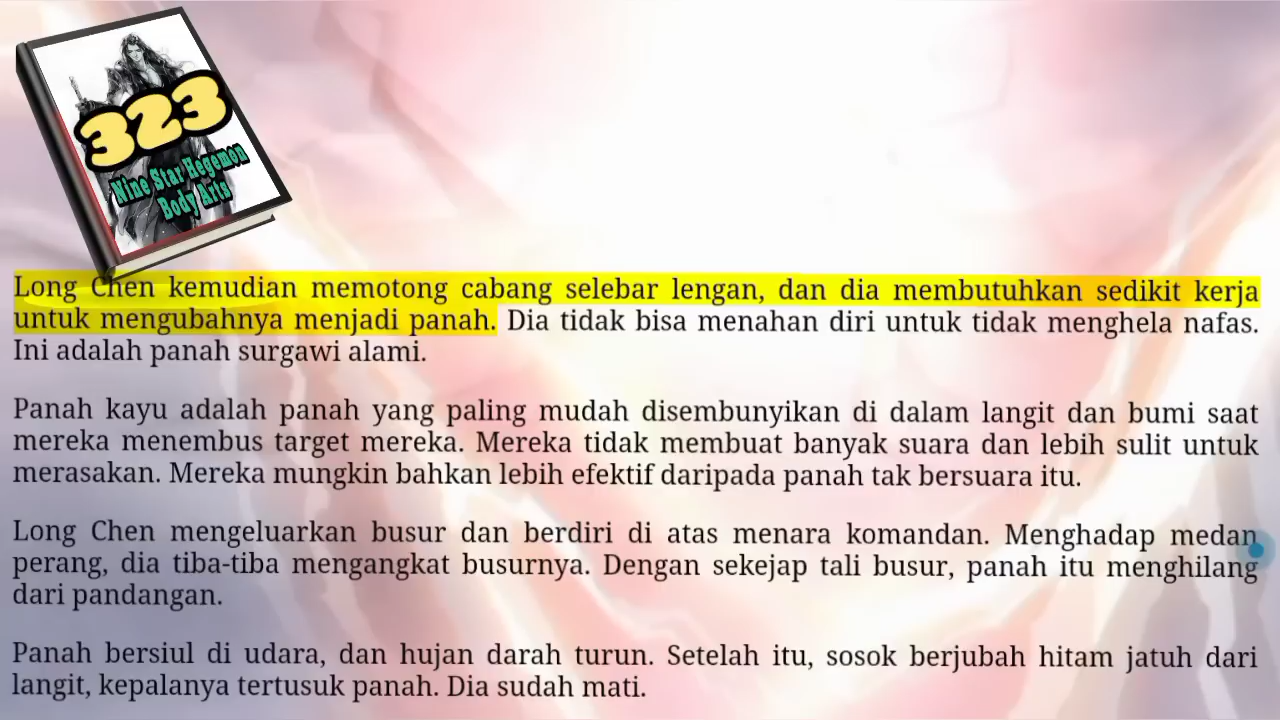 323
Nine Star Hegemon
Body Arts
Long Chen kemudian memotong cabang selebar lengan, dan dia membutuhkan sedikit kerja
untuk mengubahnya menjadi panah. Dia tidak bisa menahan diri untuk tidak menghela nafas.
Ini adalah panah surgawi alami.
Panah kayu adalah panah yang paling mudah disembunyikan di dalam langit dan bumi saat
mereka menembus target mereka. Mereka tidak membuat banyak suara dan lebih sulit untuk
merasakan. Mereka mungkin bahkan lebih efektif daripada panah tak bersuara itu.
Long Chen mengeluarkan busur dan berdiri di atas menara komandan. Menghadap medan
perang, dia tiba-tiba mengangkat busurnya. Dengan sekejap tali busur, panah itu menghilang
dari pandangan.
Panah bersiul di udara, dan hujan darah turun. Setelah itu, sosok berjubah hitam jatuh dari
langit, kepalanya tertusuk panah. Dia sudah mati.